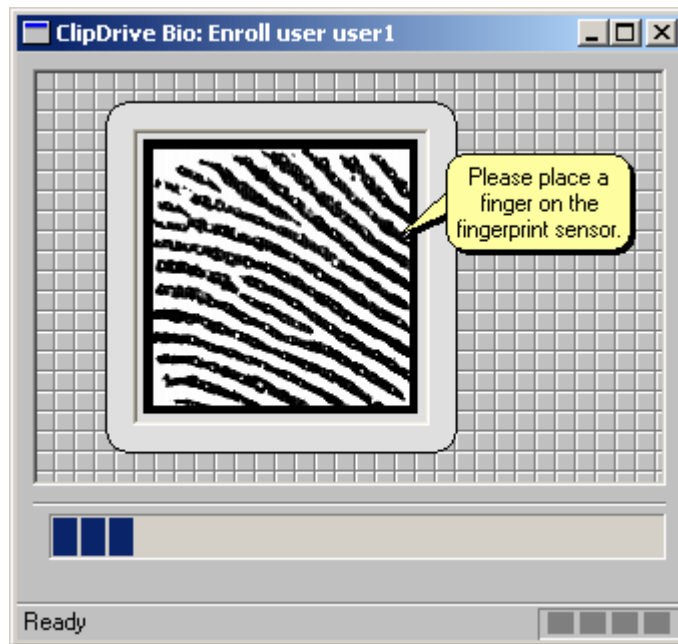 ClipDrive Bio: Enroll user user1
Please place a
finger on the
fingerprint sensor.
Ready